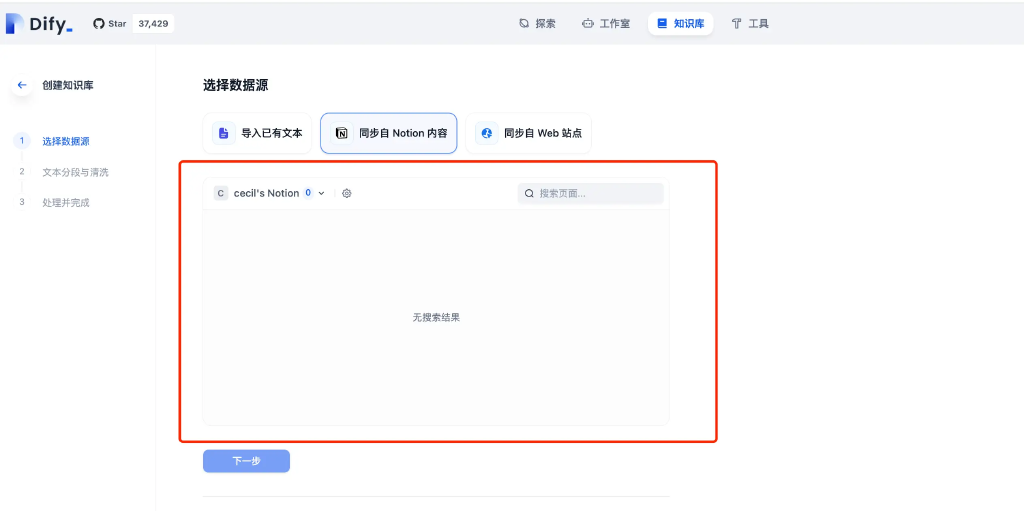 Dify_ Star 37,429 探索 工作室 知识库 工具
创建知识库
1 选择数据源
2 文本分段与清洗
3 处理并完成
选择数据源
导入已有文本 同步自 Notion 内容 同步自 Web 站点
C cecil's Notion 0 搜索页面...
无搜索结果
下一步